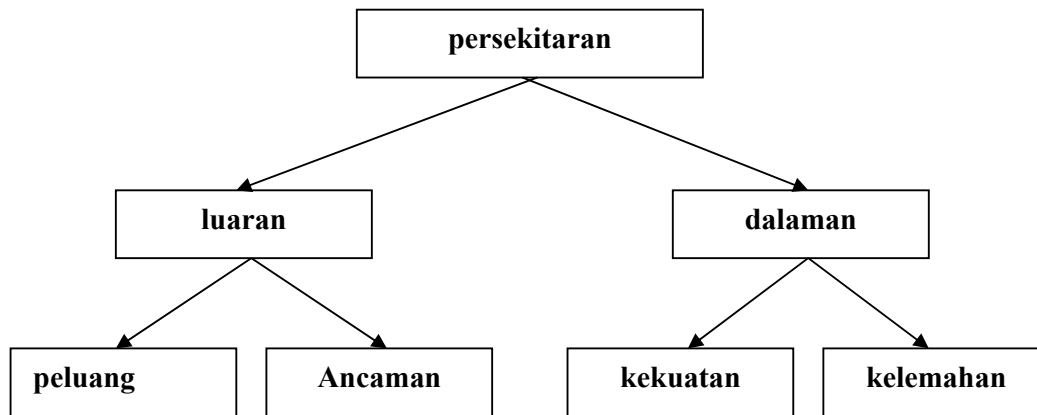 persekitaran
luaran
dalaman
peluang
Ancaman
kekuatan
kelemahan